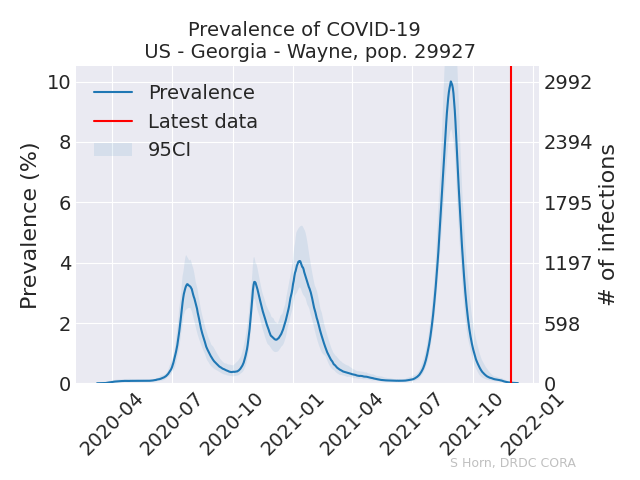 Prevalence of COVID-19
US - Georgia - Wayne, pop. 29927
Prevalence
Latest data
95CI
Prevalence (%)
10
8
6
4
2
0
2992
2394
1795
1197
598
0
# of infections
2020-04
2020-07
2020-10
2021-01
2021-04
2021-07
2021-10
2022-01
S Horn, DRDC CORA